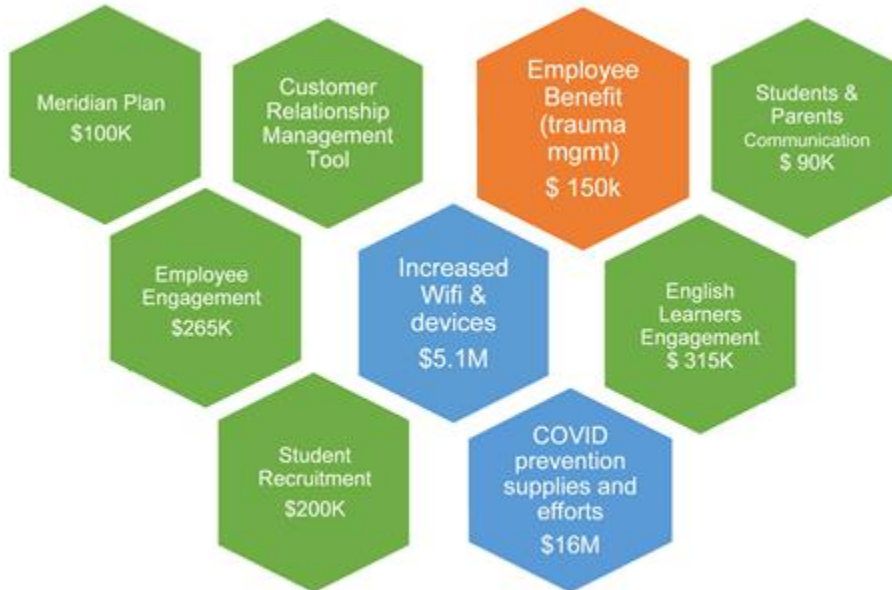 Meridian Plan
$100K
Customer
Relationship
Management
Tool
Employee
Benefit
(trauma
mgmt)
$ 150k
Students &
Parents
Communication
$ 90K
Employee
Engagement
$265K
Increased
Wifi &
devices
$5.1M
English
Learners
Engagement
$ 315K
Student
Recruitment
$200K
COVID
prevention
supplies and
efforts
$16M